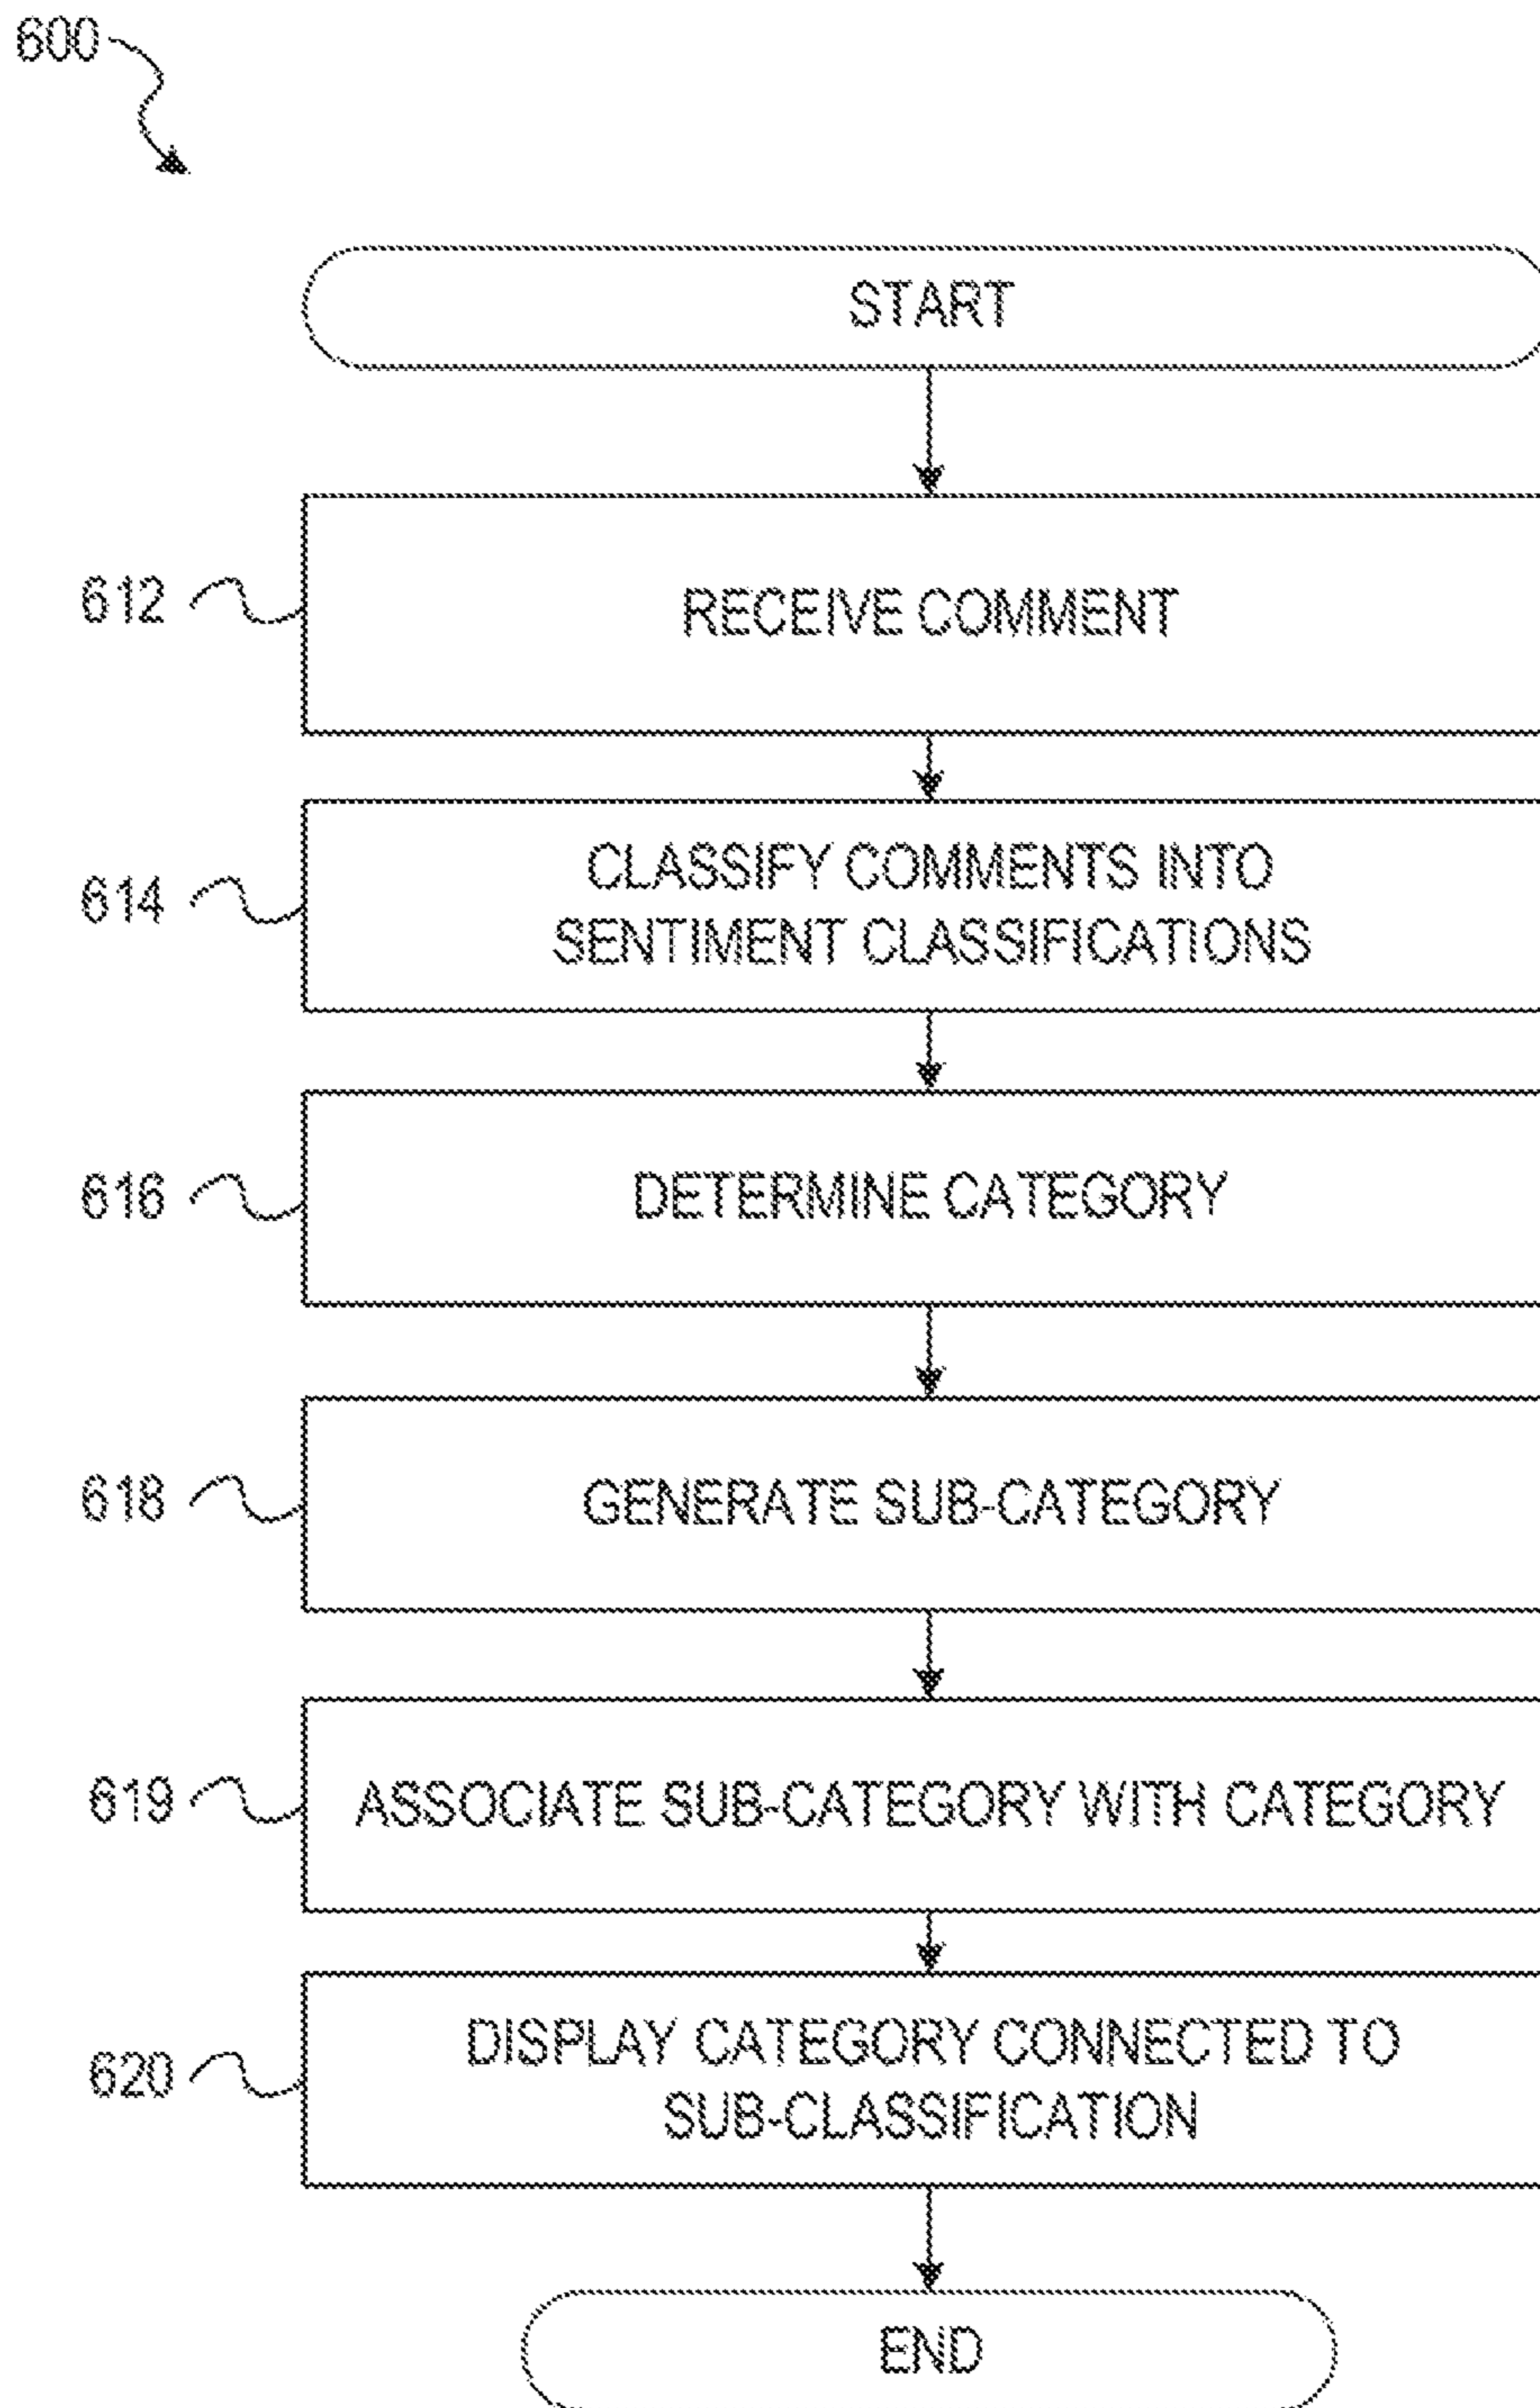 600
START
612
RECEIVE COMMENT
614
CLASSIFY COMMENTS INTO
SENTIMENT CLASSIFICATIONS
616
DETERMINE CATEGORY
618
GENERATE SUB-CATEGORY
619
ASSOCIATE SUB-CATEGORY WITH CATEGORY
620
DISPLAY CATEGORY CONNECTED TO
SUB-CLASSIFICATION
END